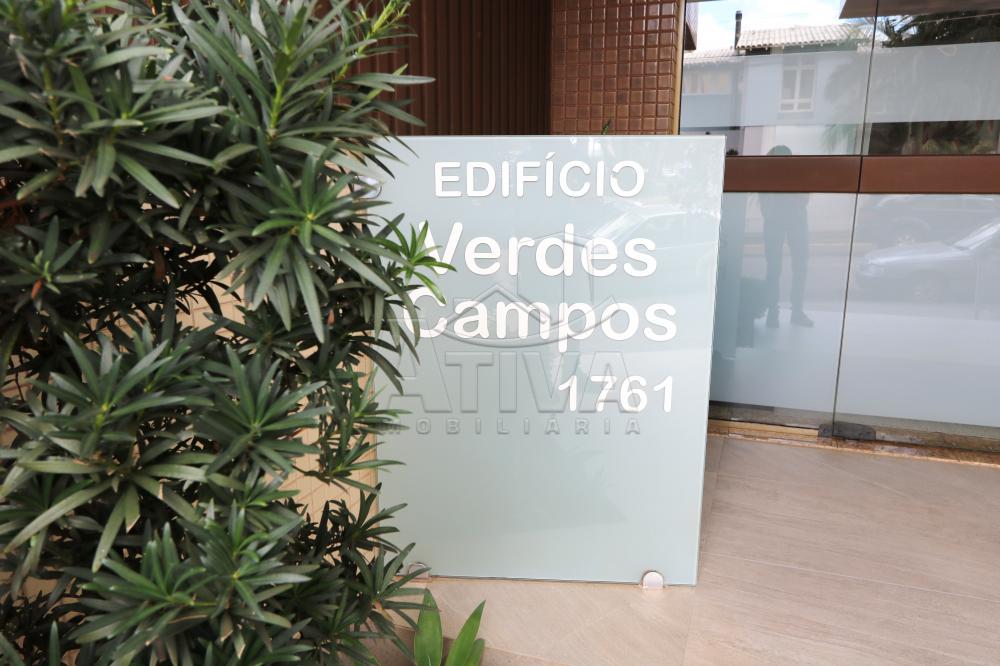 EDIFÍCIO
Verdes
Campos
1761
ATIVA
IMOBILIÁRIA